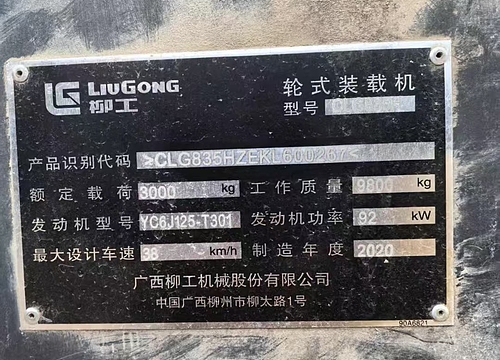 LIUGONG 轮式装载机
柳工 型号
产品识别代码 ≥CLG835HZEKL600267<
额定载荷 3000 kg 工作质量 9800 kg
发动机型号 YC6J125-T301 发动机功率 92 kW
最大设计车速 38 km/h 制造年度 2020
广西柳工机械股份有限公司
中国广西柳州市柳太路1号
90A6821